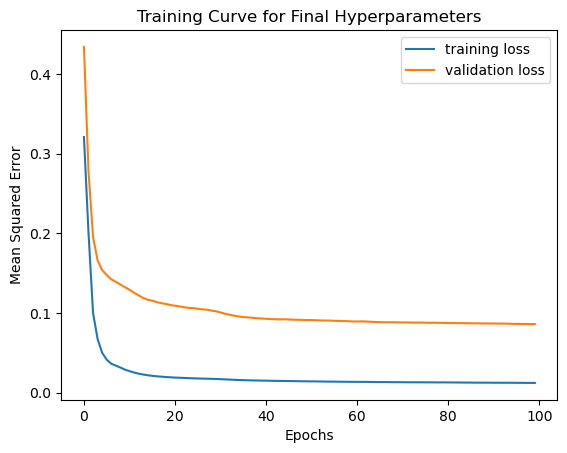 Training Curve for Final Hyperparameters
training loss
validation loss
Mean Squared Error
0.4
0.3
0.2
0.1
0.0
0
20
40
60
80
100
Epochs